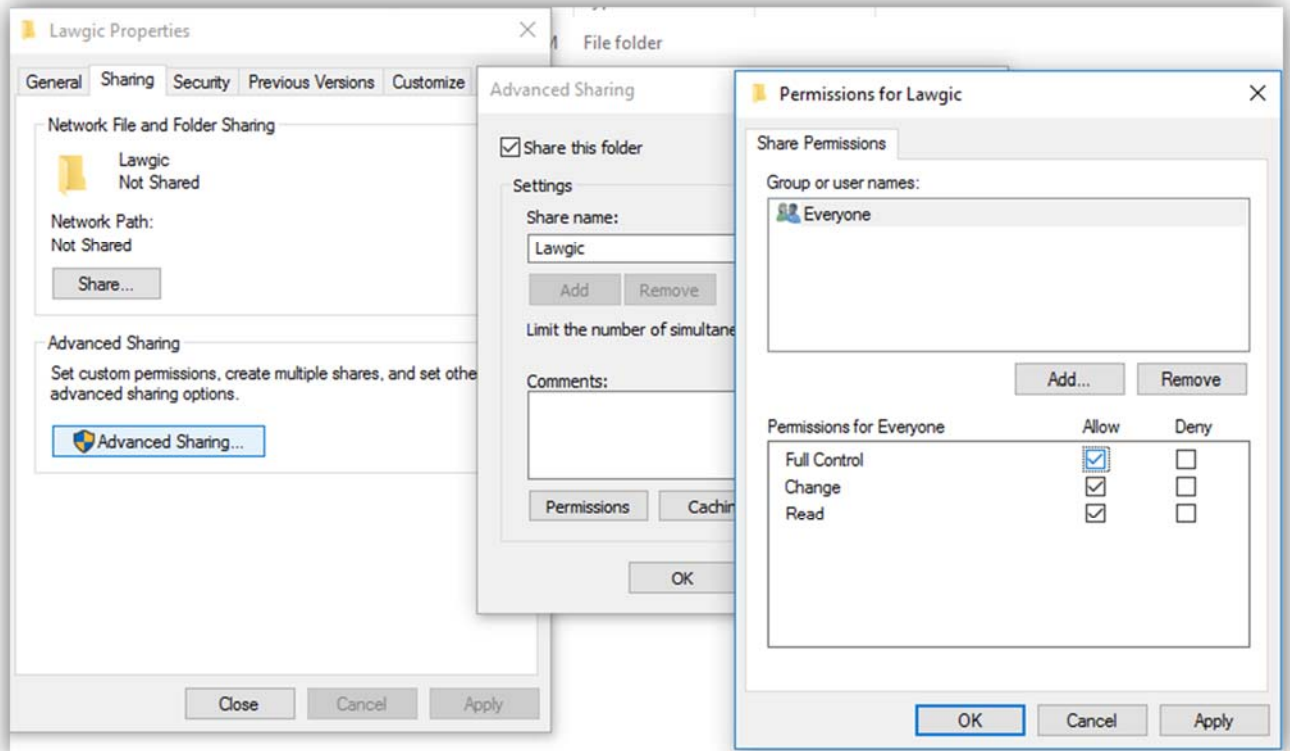 File folder
Lawgic Properties
General Sharing Security Previous Versions Customize
Network File and Folder Sharing
Lawgic
Not Shared
Network Path:
Not Shared
Share...
Advanced Sharing
Set custom permissions, create multiple shares, and set othe
advanced sharing options.
Advanced Sharing...
Close Cancel Apply
Advanced Sharing
Share this folder
Settings
Share name:
Lawgic
Add Remove
Limit the number of simultane
Comments:
Permissions Cachin
OK
Permissions for Lawgic
Share Permissions
Group or user names:
Everyone
Add... Remove
Permissions for Everyone Allow Deny
Full Control
Change
Read
OK Cancel Apply